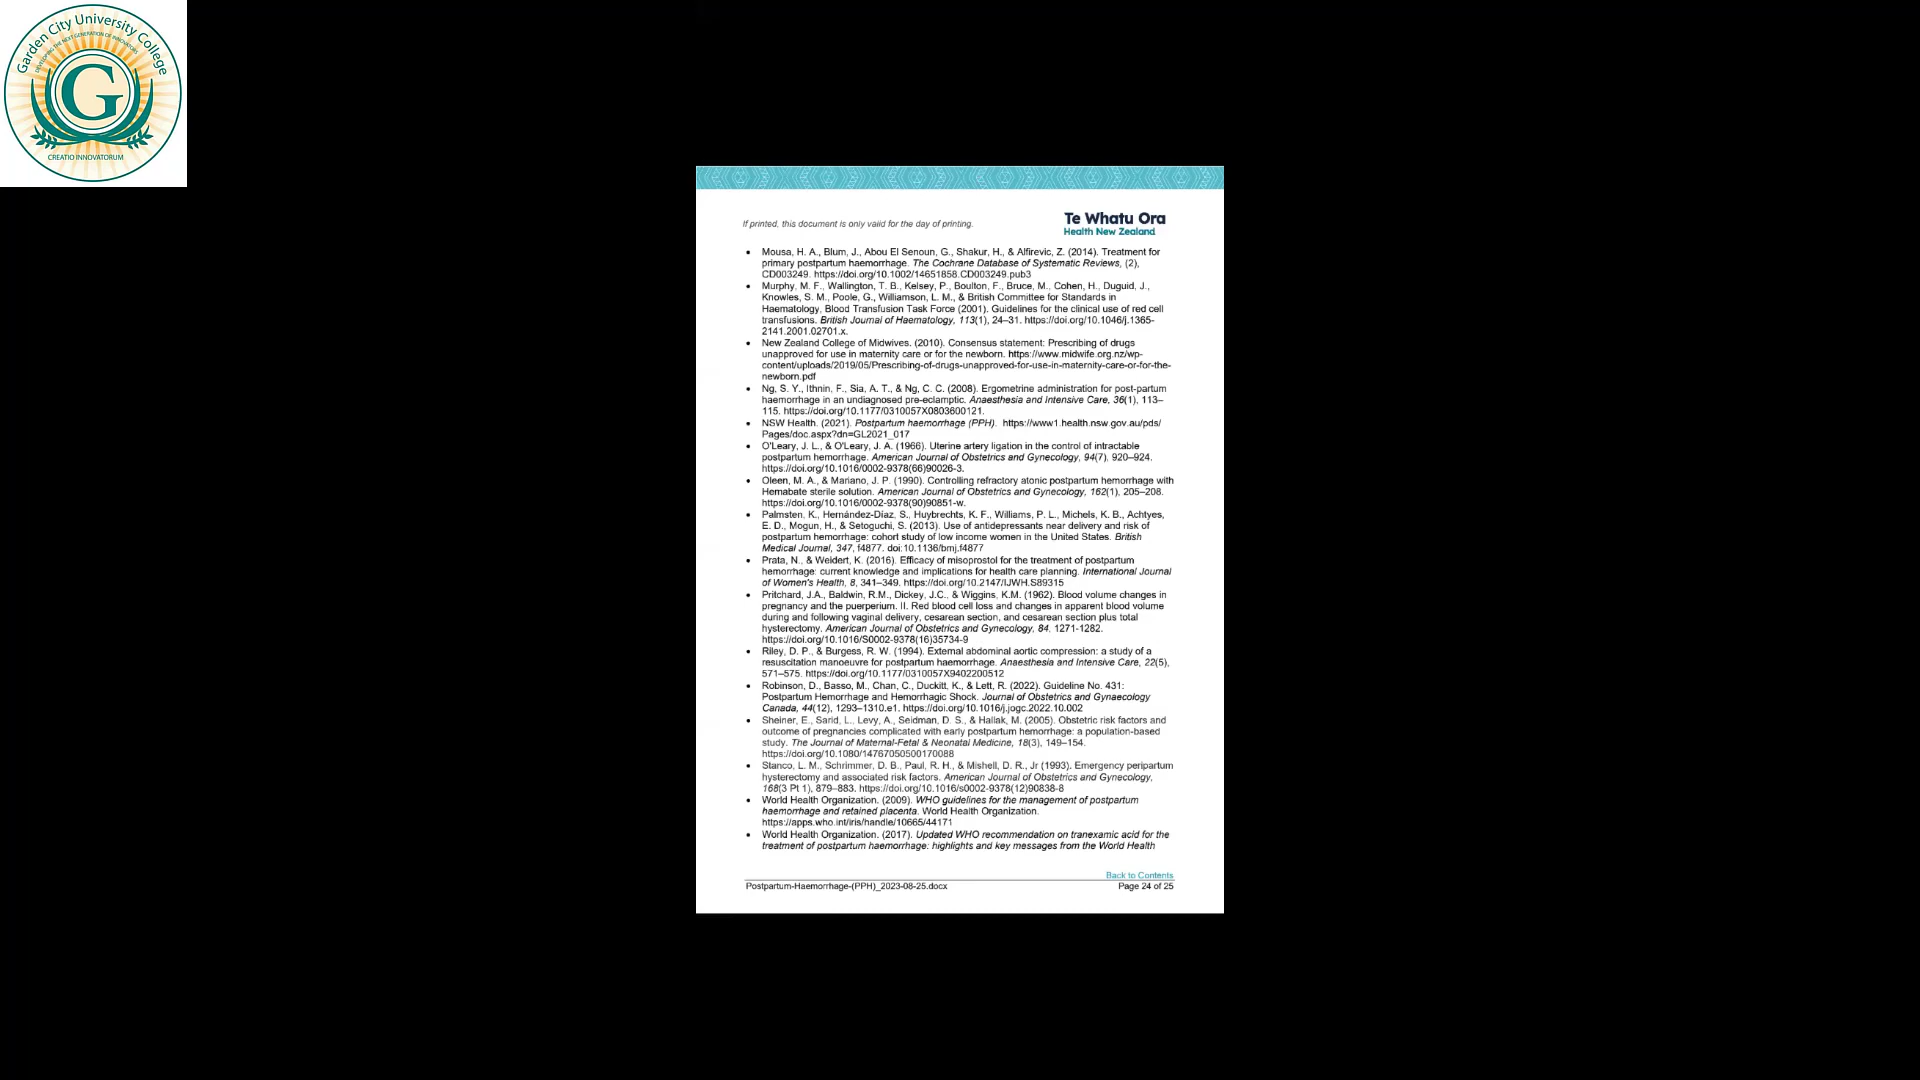 Garden City University College
DEVELOPING THE NEXT GENERATION OF INNOVATORS
G
CREATIO INNOVATORUM
If printed, this document is only valid for the day of printing.
Te Whatu Ora
Health New Zealand
• Mousa, H. A., Blum, J., Abou El Senoun, G., Shakur, H., & Alfirevic, Z. (2014). Treatment for
primary postpartum haemorrhage. The Cochrane Database of Systematic Reviews, (2),
CD003249. https://doi.org/10.1002/14651858.CD003249.pub3
• Murphy, M. F., Wallington, T. B., Kelsey, P., Boulton, F., Bruce, M., Cohen, H., Duguid, J.,
Knowles, S. M., Poole, G., Williamson, L. M., & British Committee for Standards in
Haematology, Blood Transfusion Task Force (2001). Guidelines for the clinical use of red cell
transfusions. British Journal of Haematology, 113(1), 24–31. https://doi.org/10.1046/j.1365-
2141.2001.02701.x.
• New Zealand College of Midwives. (2010). Consensus statement: Prescribing of drugs
unapproved for use in maternity care or for the newborn. https://www.midwife.org.nz/wp-
content/uploads/2019/05/Prescribing-of-drugs-unapproved-for-use-in-maternity-care-or-for-the-
newborn.pdf
• Ng, S. Y., Ithnin, F., Sia, A. T., & Ng, C. C. (2008). Ergometrine administration for post-partum
haemorrhage in an undiagnosed pre-eclamptic. Anaesthesia and Intensive Care, 36(1), 113–
115. https://doi.org/10.1177/0310057X0803600121.
• NSW Health. (2021). Postpartum haemorrhage (PPH). https://www1.health.nsw.gov.au/pds/
Pages/doc.aspx?dn=GL2021_017
• O'Leary, J. L., & O'Leary, J. A. (1966). Uterine artery ligation in the control of intractable
postpartum hemorrhage. American Journal of Obstetrics and Gynecology, 94(7), 920–924.
https://doi.org/10.1016/0002-9378(66)90026-3.
• Oleen, M. A., & Mariano, J. P. (1990). Controlling refractory atonic postpartum hemorrhage with
Hemabate sterile solution. American Journal of Obstetrics and Gynecology, 162(1), 205–208.
https://doi.org/10.1016/0002-9378(90)90851-w.
• Palmsten, K., Hernández-Díaz, S., Huybrechts, K. F., Williams, P. L., Michels, K. B., Achtyes,
E. D., Mogun, H., & Setoguchi, S. (2013). Use of antidepressants near delivery and risk of
postpartum hemorrhage: cohort study of low income women in the United States. British
Medical Journal, 347, f4877. doi:10.1136/bmj.f4877
• Prata, N., & Weidert, K. (2016). Efficacy of misoprostol for the treatment of postpartum
hemorrhage: current knowledge and implications for health care planning. International Journal
of Women's Health, 8, 341–349. https://doi.org/10.2147/IJWH.S89315
• Pritchard, J.A., Baldwin, R.M., Dickey, J.C., & Wiggins, K.M. (1962). Blood volume changes in
pregnancy and the puerperium. II. Red blood cell loss and changes in apparent blood volume
during and following vaginal delivery, cesarean section, and cesarean section plus total
hysterectomy. American Journal of Obstetrics and Gynecology, 84, 1271-1282.
https://doi.org/10.1016/S0002-9378(16)35734-9
• Riley, D. P., & Burgess, R. W. (1994). External abdominal aortic compression: a study of a
resuscitation manoeuvre for postpartum haemorrhage. Anaesthesia and Intensive Care, 22(5),
571–575. https://doi.org/10.1177/0310057X9402200512
• Robinson, D., Basso, M., Chan, C., Duckitt, K., & Lett, R. (2022). Guideline No. 431:
Postpartum Hemorrhage and Hemorrhagic Shock. Journal of Obstetrics and Gynaecology
Canada, 44(12), 1293–1310.e1. https://doi.org/10.1016/j.jogc.2022.10.002
• Sheiner, E., Sarid, L., Levy, A., Seidman, D. S., & Hallak, M. (2005). Obstetric risk factors and
outcome of pregnancies complicated with early postpartum hemorrhage: a population-based
study. The Journal of Maternal-Fetal & Neonatal Medicine, 18(3), 149–154.
https://doi.org/10.1080/14767050500170088
• Stanco, L. M., Schrimmer, D. B., Paul, R. H., & Mishell, D. R., Jr (1993). Emergency peripartum
hysterectomy and associated risk factors. American Journal of Obstetrics and Gynecology,
168(3 Pt 1), 879–883. https://doi.org/10.1016/s0002-9378(12)90838-8
• World Health Organization. (2009). WHO guidelines for the management of postpartum
haemorrhage and retained placenta. World Health Organization.
https://apps.who.int/iris/handle/10665/44171
• World Health Organization. (2017). Updated WHO recommendation on tranexamic acid for the
treatment of postpartum haemorrhage: highlights and key messages from the World Health
Back to Contents
Postpartum-Haemorrhage-(PPH)_2023-08-25.docx Page 24 of 25